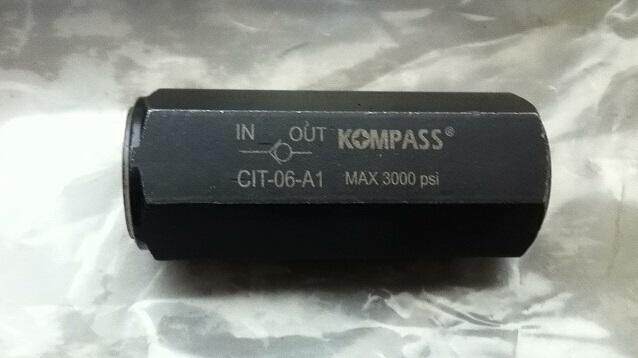 IN OUT KOMPASS®
CIT-06-A1 MAX 3000 psi